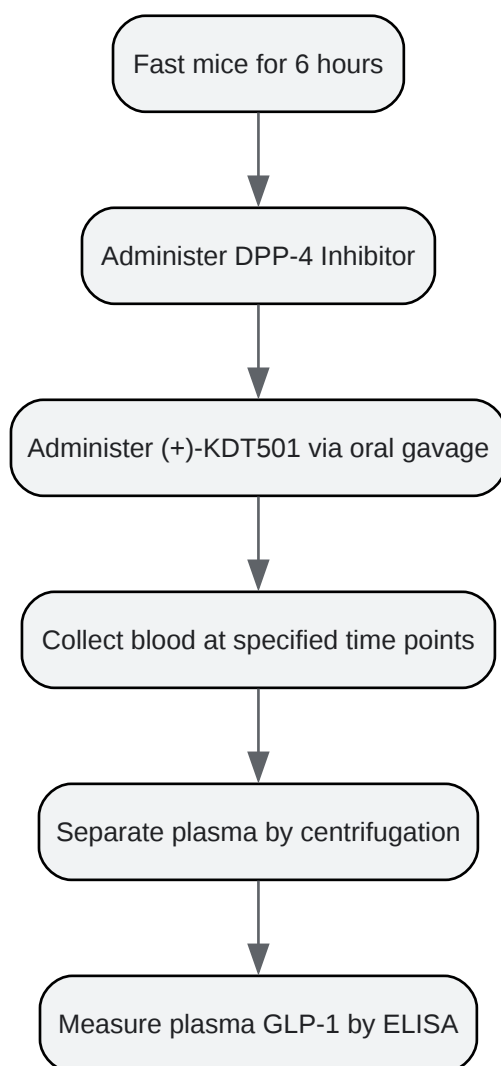 Fast mice for 6 hours
Administer DPP-4 Inhibitor
Administer (+)-KDT501 via oral gavage
Collect blood at specified time points
Separate plasma by centrifugation
Measure plasma GLP-1 by ELISA